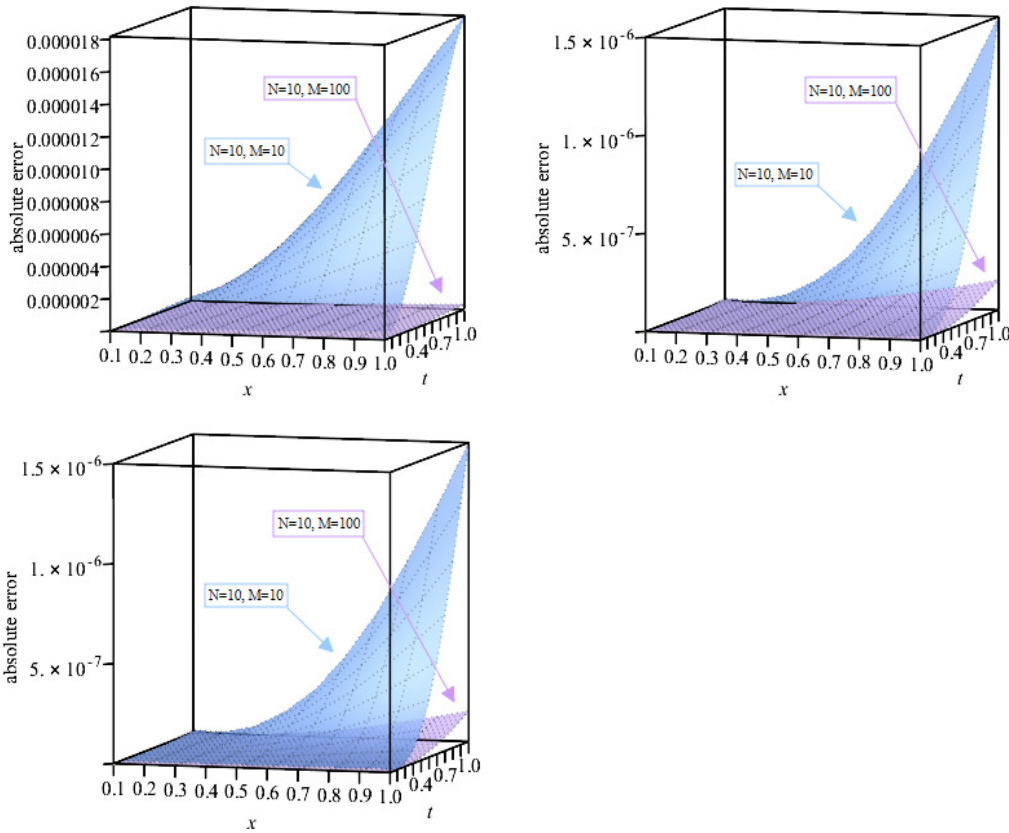 0.000018
0.000016
0.000014
0.000012
0.000010
0.000008
0.000006
0.000004
0.000002
absolute error
N=10, M=100
N=10, M=10
0.1 0.2 0.3 0.4 0.5 0.6 0.7 0.8 0.9 1.0
x
0.4 0.7 1.0
t
1.5 × 10⁻⁶
1. × 10⁻⁶
5. × 10⁻⁷
absolute error
N=10, M=100
N=10, M=10
0.1 0.2 0.3 0.4 0.5 0.6 0.7 0.8 0.9 1.0
x
0.4 0.7 1.0
t
1.5 × 10⁻⁶
1. × 10⁻⁶
5. × 10⁻⁷
absolute error
N=10, M=100
N=10, M=10
0.1 0.2 0.3 0.4 0.5 0.6 0.7 0.8 0.9 1.0
x
0.4 0.7 1.0
t